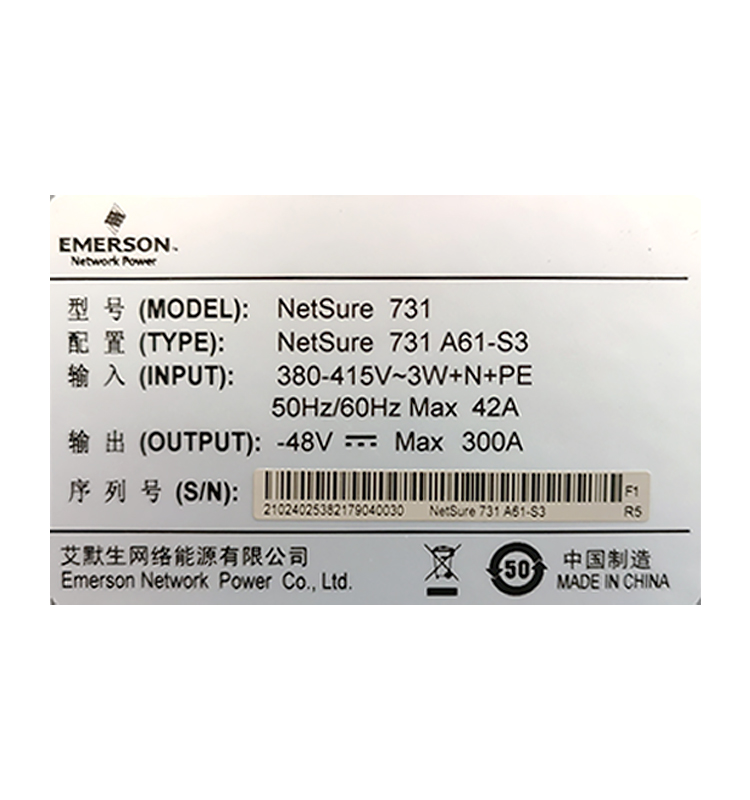 EMERSON™
Network Power
型 号 (MODEL): NetSure 731
配 置 (TYPE): NetSure 731 A61-S3
输 入 (INPUT): 380-415V~3W+N+PE
50Hz/60Hz Max 42A
输 出 (OUTPUT): -48V ⎓ Max 300A
序 列 号 (S/N):
F1
21024025382179040030 NetSure 731 A61-S3 R5
艾默生网络能源有限公司
Emerson Network Power Co., Ltd.
50
中国制造
MADE IN CHINA